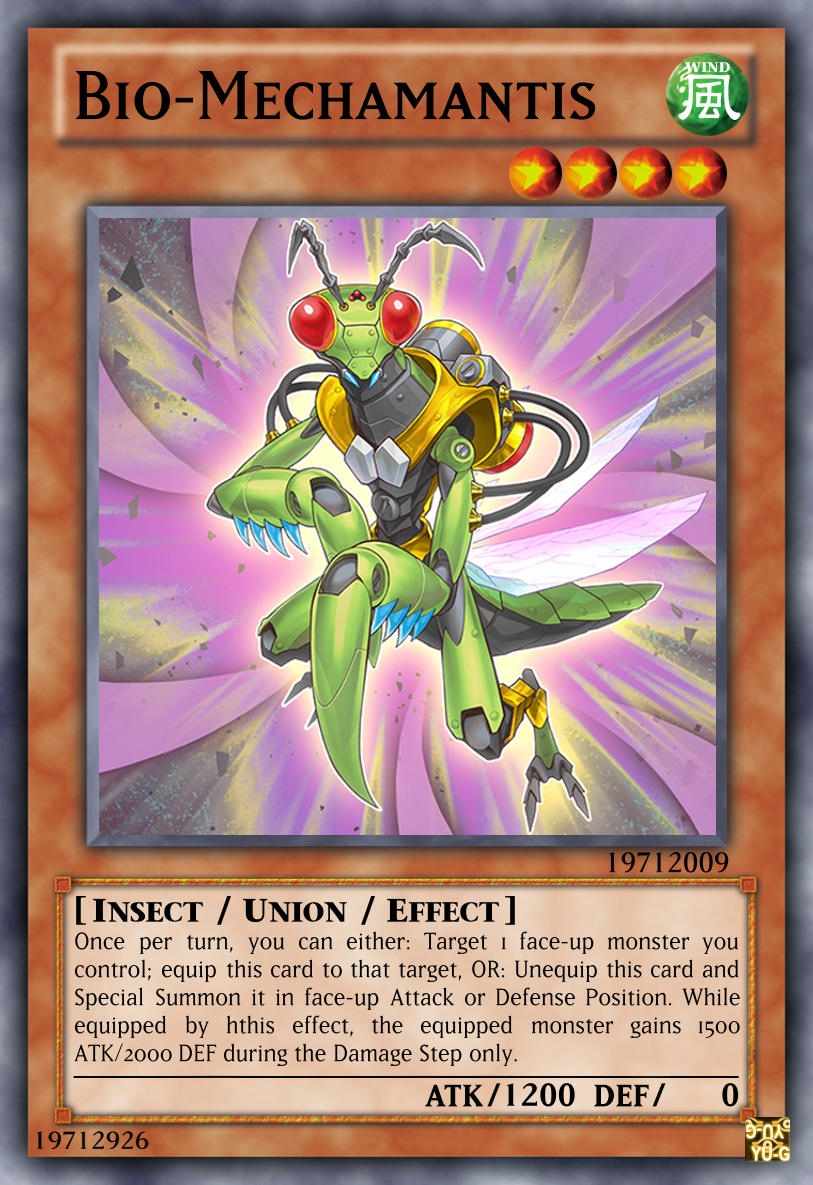 Bio-Mechamantis
WIND
風
19712009
[Insect / Union / Effect]
Once per turn, you can either: Target 1 face-up monster you
control; equip this card to that target, OR: Unequip this card and
Special Summon it in face-up Attack or Defense Position. While
equipped by hthis effect, the equipped monster gains 1500
ATK/2000 DEF during the Damage Step only.
ATK/1200 DEF/ 0
19712926
YU-G
YU-G